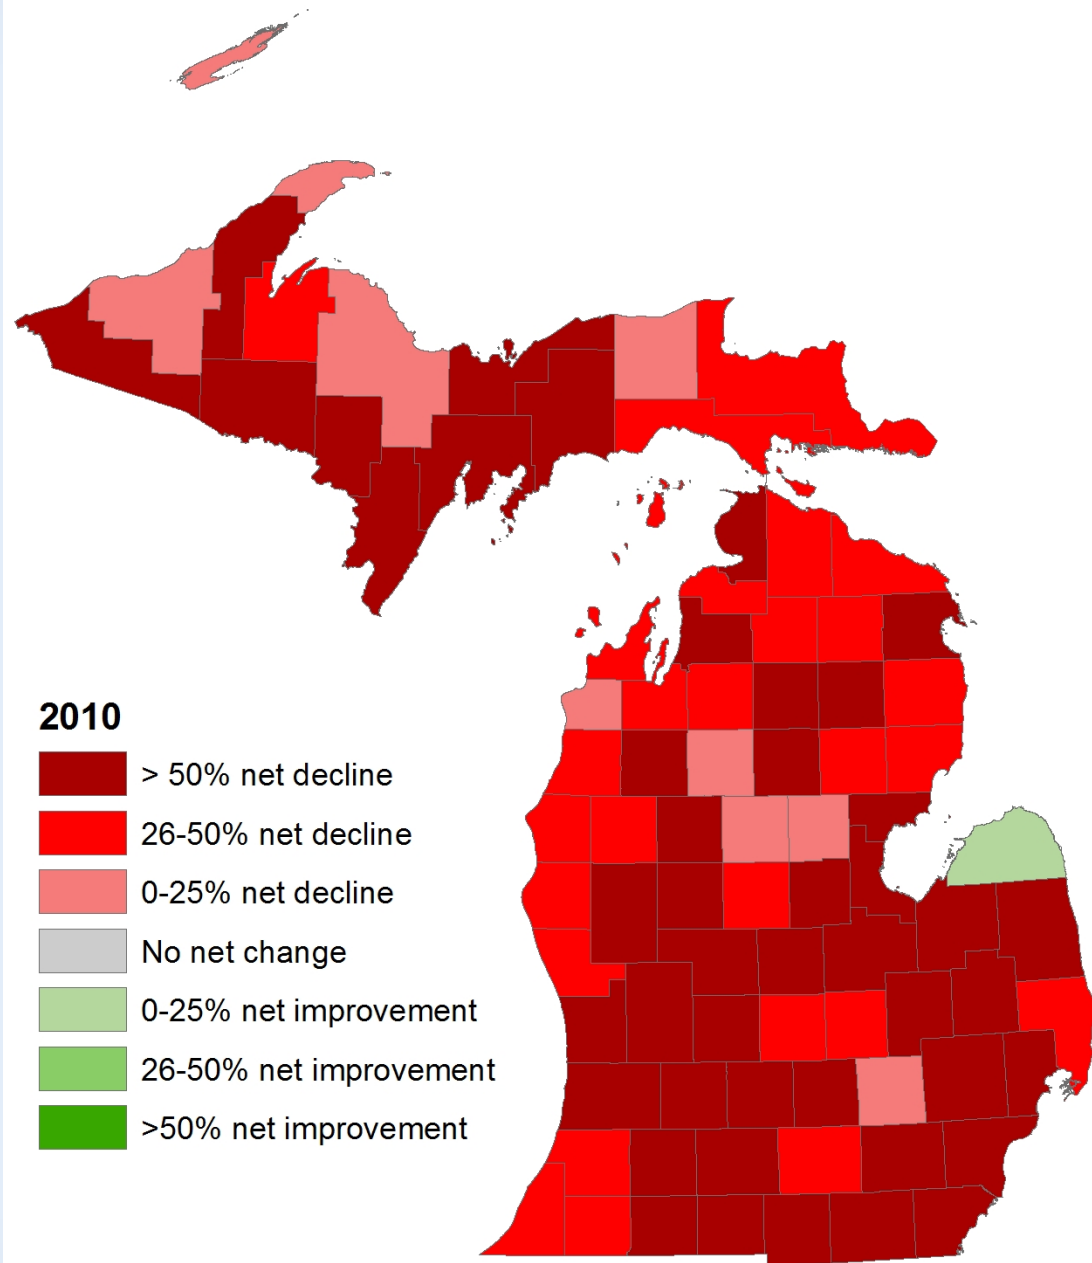 2010
> 50% net decline
26-50% net decline
0-25% net decline
No net change
0-25% net improvement
26-50% net improvement
>50% net improvement